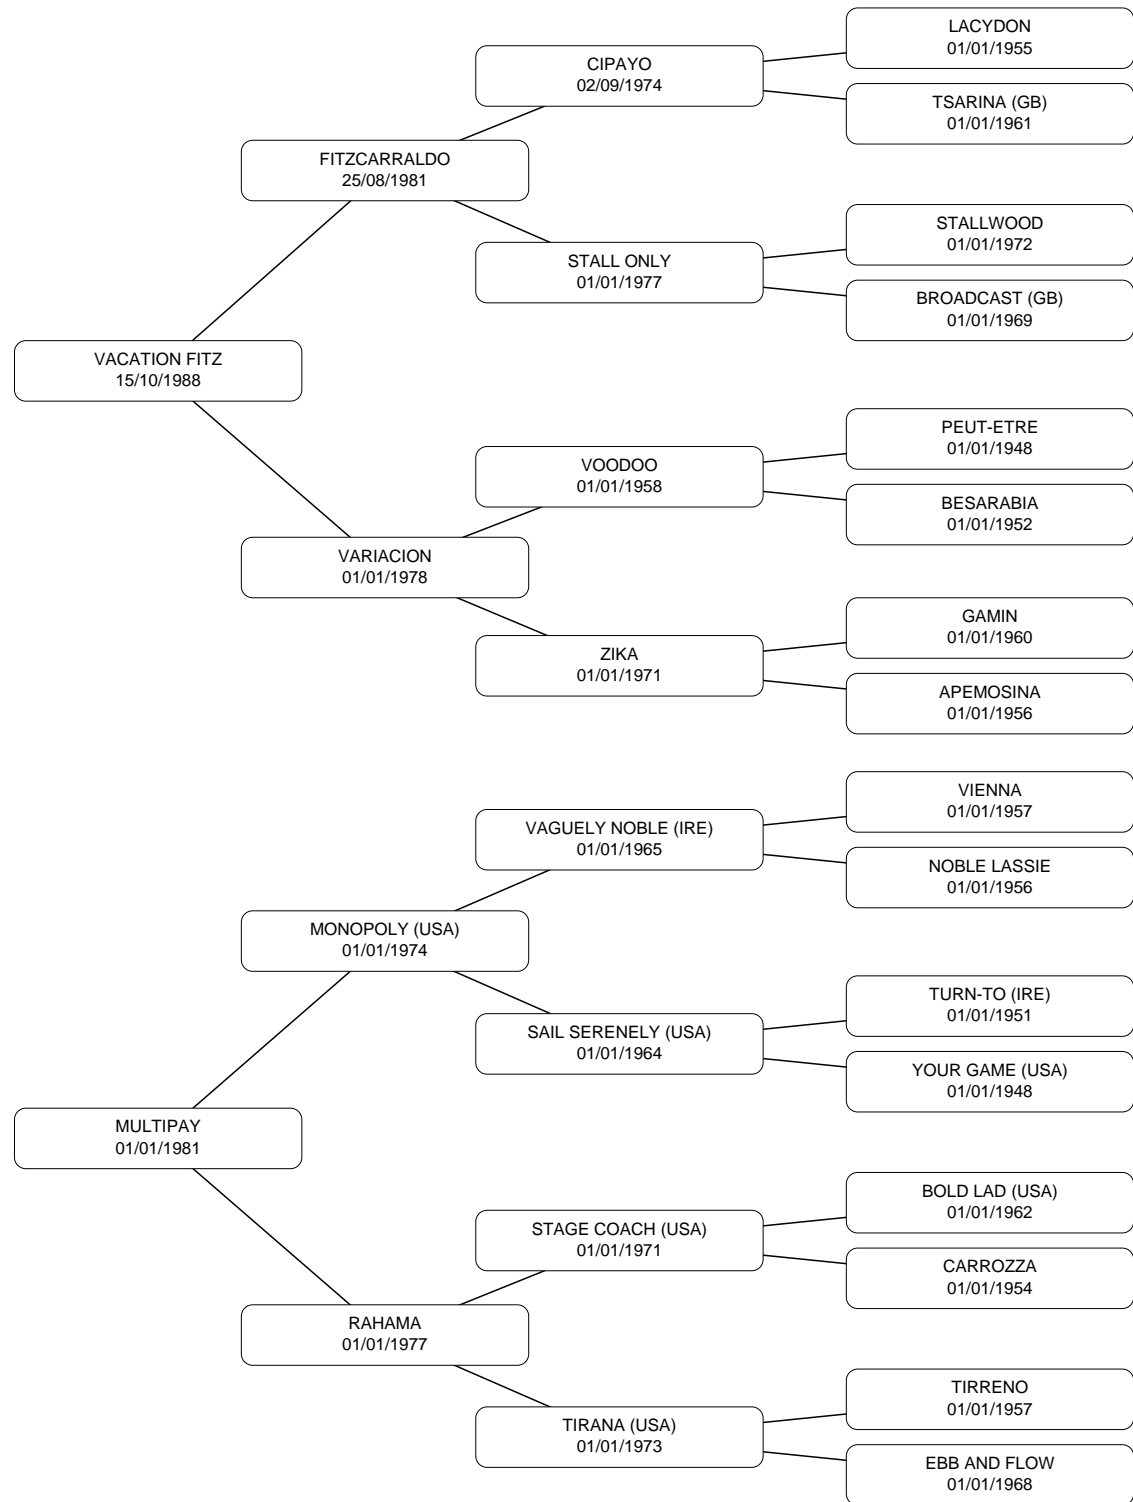 LACYDON
01/01/1955
CIPAYO
02/09/1974
TSARINA (GB)
01/01/1961
FITZCARRALDO
25/08/1981
STALLWOOD
01/01/1972
STALL ONLY
01/01/1977
BROADCAST (GB)
01/01/1969
VACATION FITZ
15/10/1988
PEUT-ETRE
01/01/1948
VOODOO
01/01/1958
BESARABIA
01/01/1952
VARIACION
01/01/1978
GAMIN
01/01/1960
ZIKA
01/01/1971
APEMOSINA
01/01/1956
VIENNA
01/01/1957
VAGUELY NOBLE (IRE)
01/01/1965
NOBLE LASSIE
01/01/1956
MONOPOLY (USA)
01/01/1974
TURN-TO (IRE)
01/01/1951
SAIL SERENELY (USA)
01/01/1964
YOUR GAME (USA)
01/01/1948
MULTIPAY
01/01/1981
BOLD LAD (USA)
01/01/1962
STAGE COACH (USA)
01/01/1971
CARROZZA
01/01/1954
RAHAMA
01/01/1977
TIRRENO
01/01/1957
TIRANA (USA)
01/01/1973
EBB AND FLOW
01/01/1968